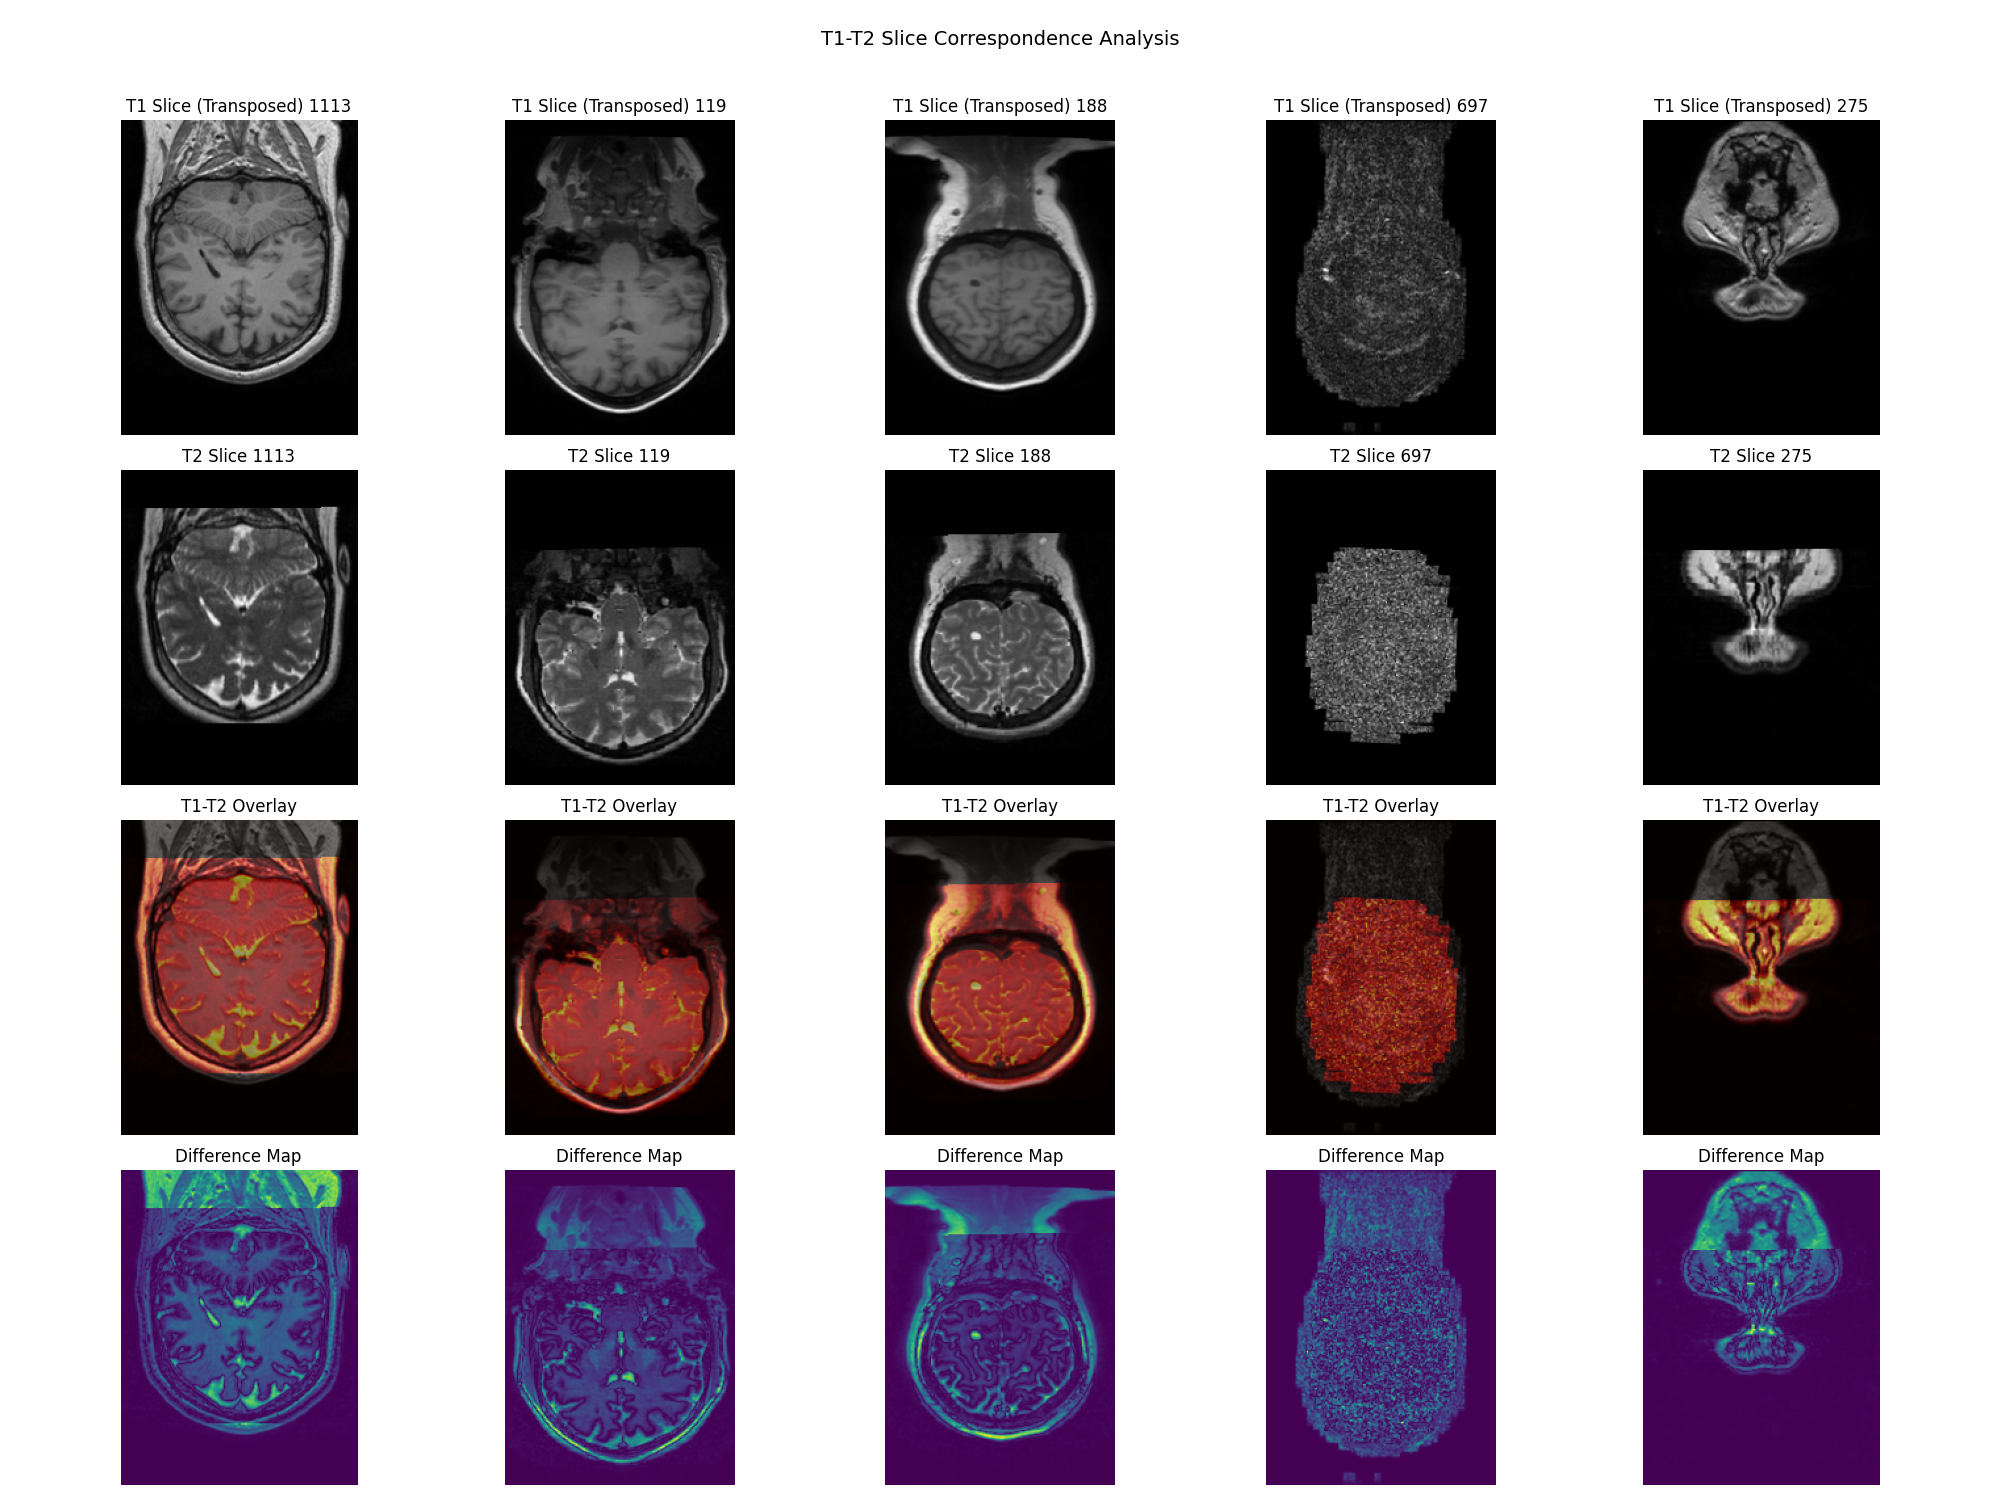 T1-T2 Slice Correspondence Analysis
T1 Slice (Transposed) 1113
T1 Slice (Transposed) 119
T1 Slice (Transposed) 188
T1 Slice (Transposed) 697
T1 Slice (Transposed) 275
T2 Slice 1113
T2 Slice 119
T2 Slice 188
T2 Slice 697
T2 Slice 275
T1-T2 Overlay
T1-T2 Overlay
T1-T2 Overlay
T1-T2 Overlay
T1-T2 Overlay
Difference Map
Difference Map
Difference Map
Difference Map
Difference Map